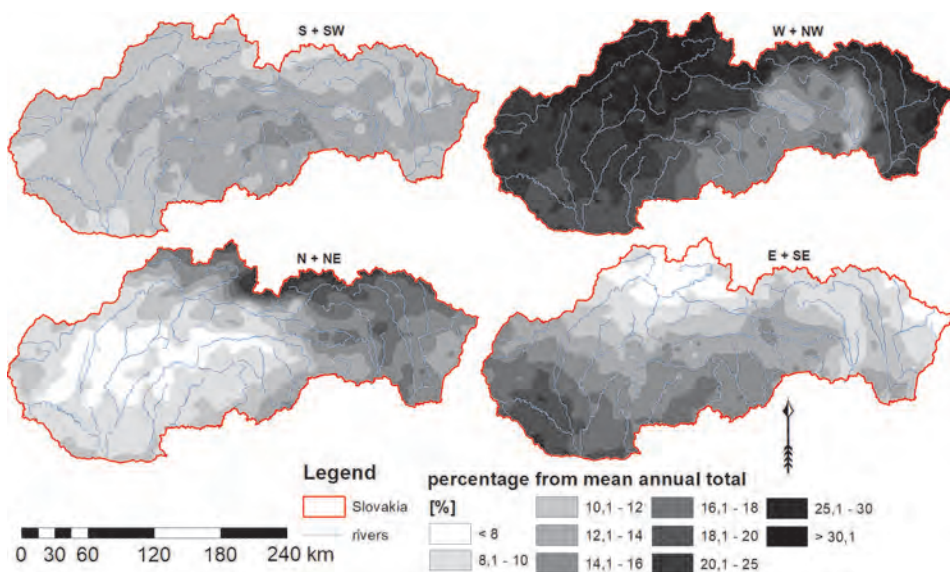 S + SW
W + NW
N + NE
E + SE
Legend
Slovakia
rivers
0 30 60 120 180 240
km
percentage from mean annual total
[%]
< 8
8,1 - 10
10,1 - 12
12,1 - 14
14,1 - 16
16,1 - 18
18,1 - 20
20,1 - 25
25,1 - 30
> 30,1